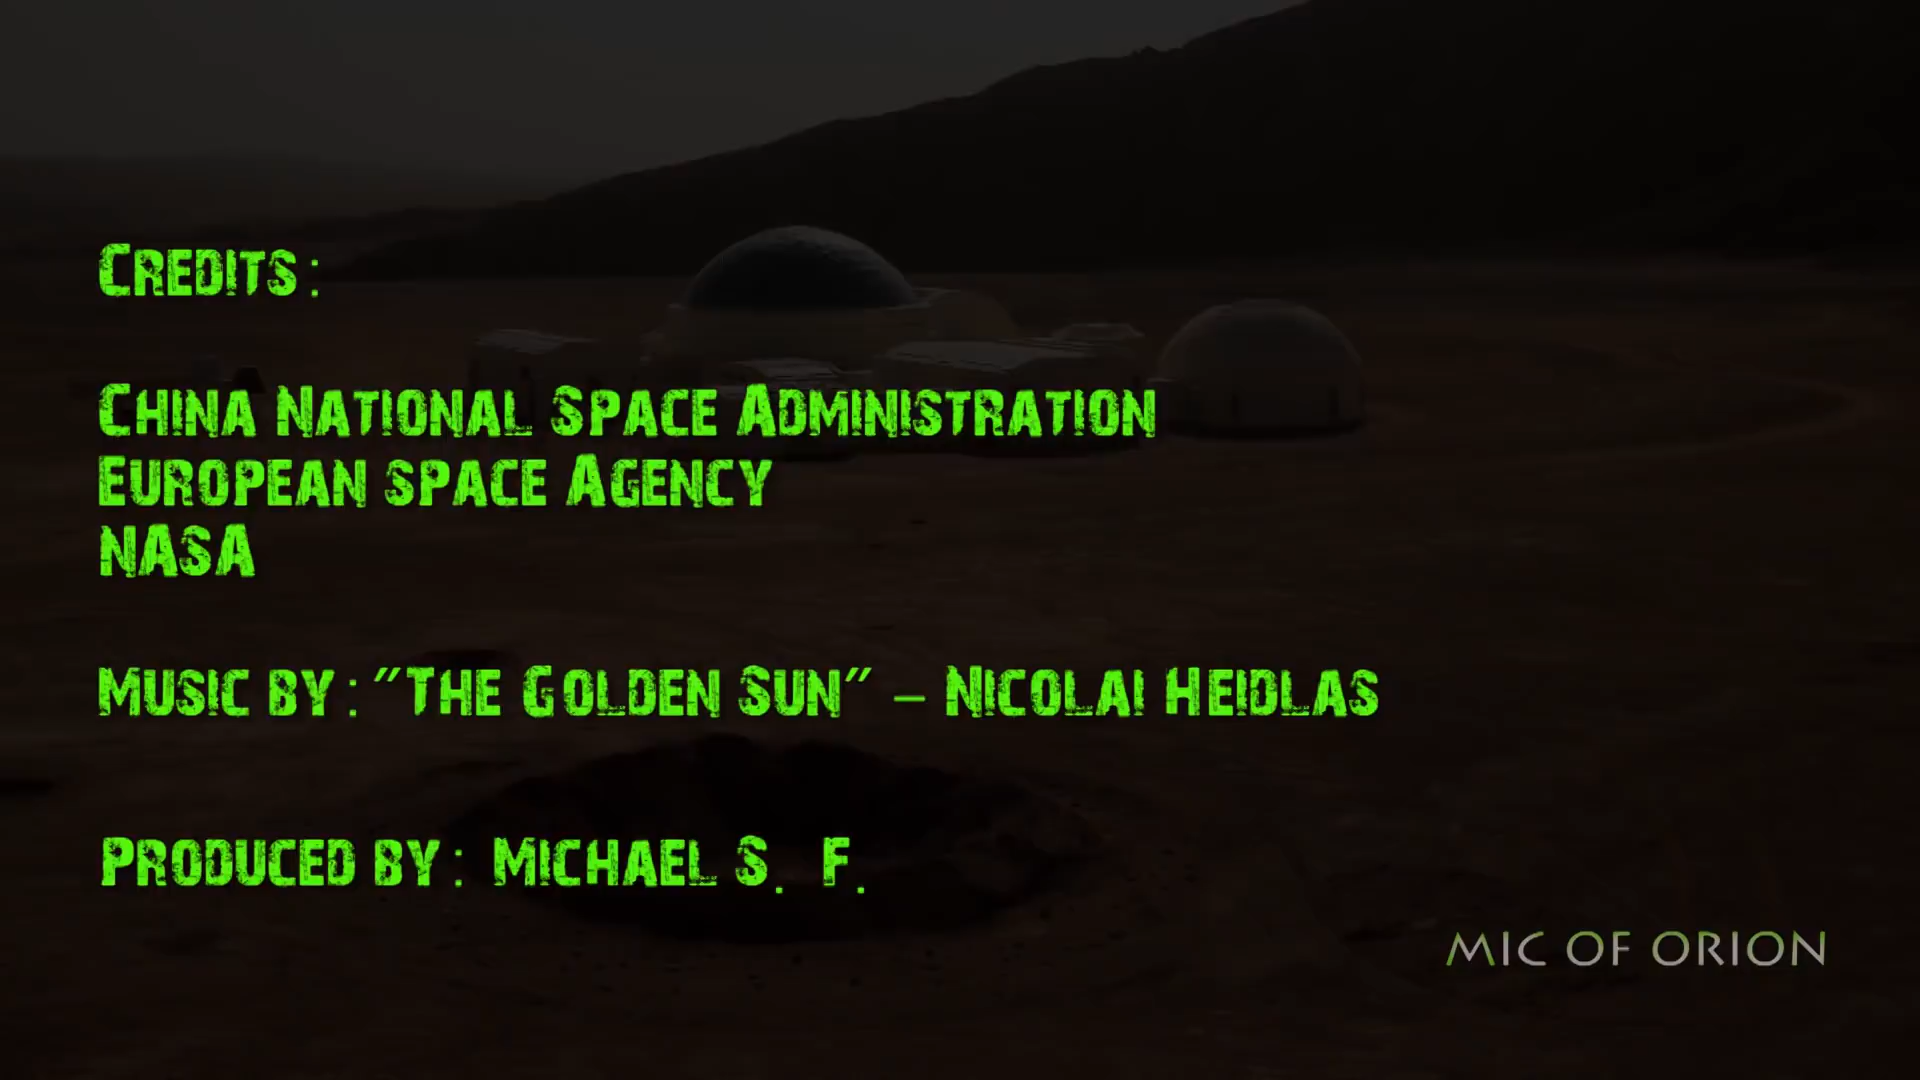 Credits:
China National Space Administration
European space Agency
NASA
Music by: "The Golden Sun" – Nicolai Heidlas
Produced by: Michael S. F.
MIC OF ORION